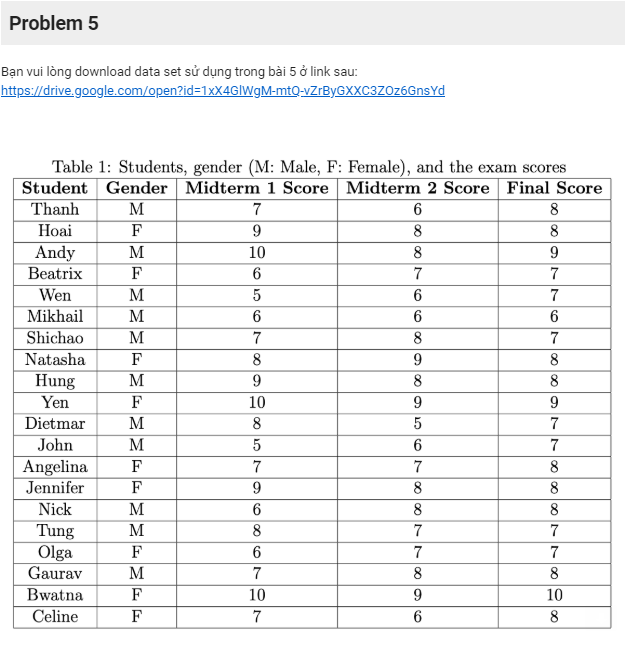 Problem 5
Bạn vui lòng download data set sử dụng trong bài 5 ở link sau:
https://drive.google.com/open?id=1xX4GlWgM-mtQ-vZrByGXXC3ZOz6GnsYd
Table 1: Students, gender (M: Male, F: Female), and the exam scores
Student Gender Midterm 1 Score Midterm 2 Score Final Score
Thanh M 7 6 8
Hoai F 9 8 8
Andy M 10 8 9
Beatrix F 6 7 7
Wen M 5 6 7
Mikhail M 6 6 6
Shichao M 7 8 7
Natasha F 8 9 8
Hung M 9 8 8
Yen F 10 9 9
Dietmar M 8 5 7
John M 5 6 7
Angelina F 7 7 8
Jennifer F 9 8 8
Nick M 6 8 8
Tung M 8 7 7
Olga F 6 7 7
Gaurav M 7 8 8
Bwatna F 10 9 10
Celine F 7 6 8